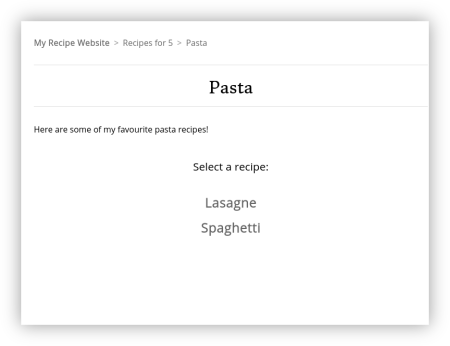 My Recipe Website > Recipes for 5 > Pasta
Pasta
Here are some of my favourite pasta recipes!
Select a recipe:
Lasagne
Spaghetti